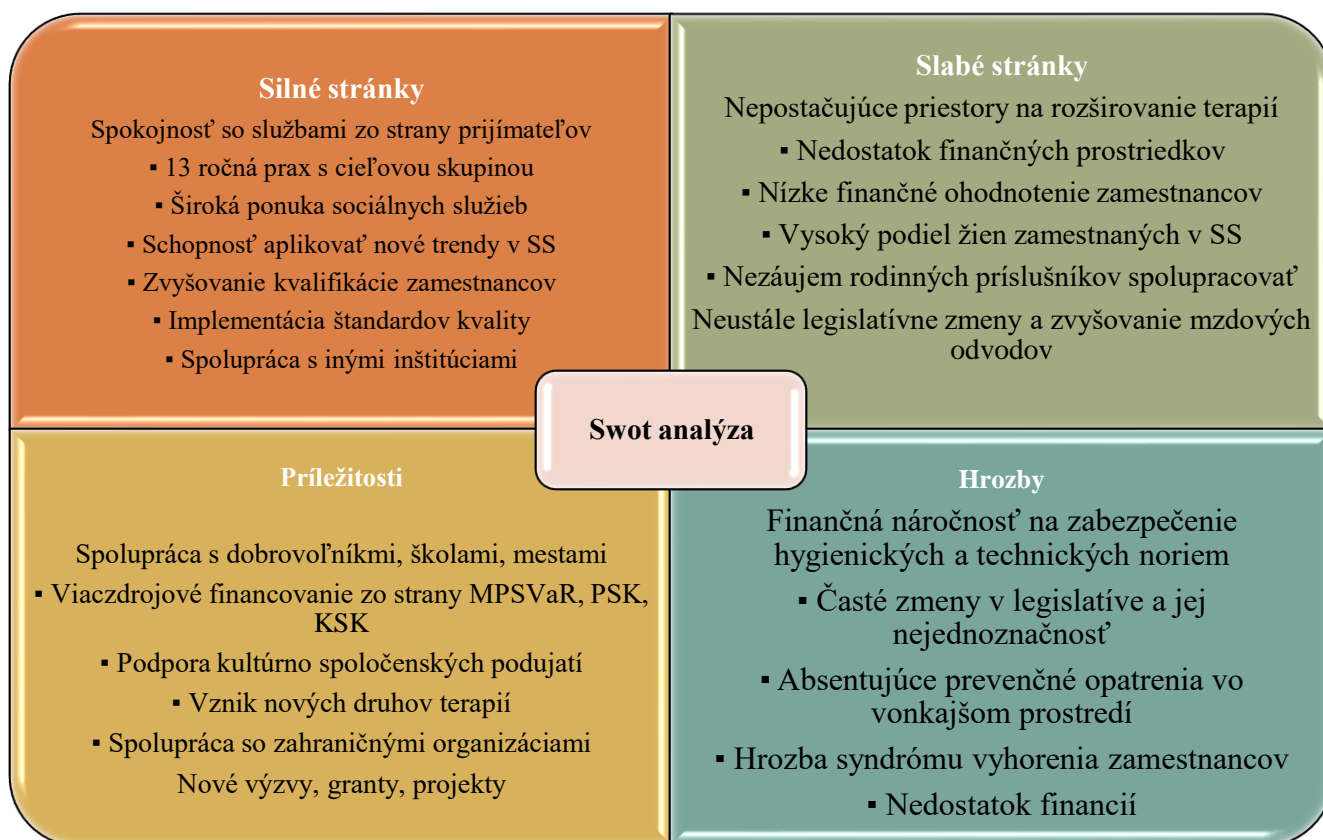 Silné stránky
Spokojnosť so službami zo strany prijímateľov
▪ 13 ročná prax s cieľovou skupinou
▪ Široká ponuka sociálnych služieb
▪ Schopnosť aplikovať nové trendy v SS
▪ Zvyšovanie kvalifikácie zamestnancov
▪ Implementácia štandardov kvality
▪ Spolupráca s inými inštitúciami
Slabé stránky
Nepostačujúce priestory na rozširovanie terapií
▪ Nedostatok finančných prostriedkov
▪ Nízke finančné ohodnotenie zamestnancov
▪ Vysoký podiel žien zamestnaných v SS
▪ Nezáujem rodinných príslušníkov spolupracovať
Neustále legislatívne zmeny a zvyšovanie mzdových
odvodov
Swot analýza
Príležitosti
Spolupráca s dobrovoľníkmi, školami, mestami
▪ Viaczdrojové financovanie zo strany MPSVaR, PSK,
KSK
▪ Podpora kultúrno spoločenských podujatí
▪ Vznik nových druhov terapií
▪ Spolupráca so zahraničnými organizáciami
Nové výzvy, granty, projekty
Hrozby
Finančná náročnosť na zabezpečenie
hygienických a technických noriem
▪ Časté zmeny v legislatíve a jej
nejednoznačnosť
▪ Absentujúce prevenčné opatrenia vo
vonkajšom prostredí
▪ Hrozba syndrómu vyhorenia zamestnancov
▪ Nedostatok financií